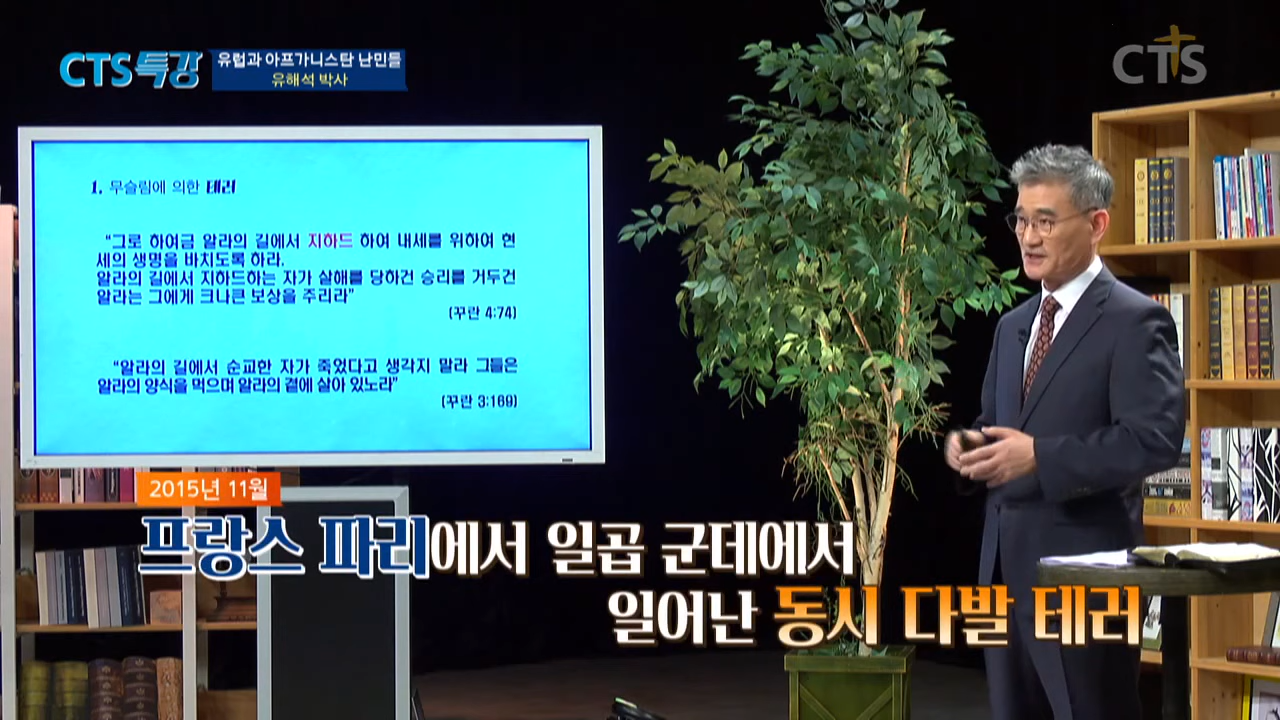 CTS특강
유럽과 아프가니스탄 난민들
유해석 박사
CTS
1. 무슬림에 의한 테러
“그로 하여금 알라의 길에서 지하드 하여 내세를 위하여 현
세의 생명을 바치도록 하라.
알라의 길에서 지하드하는 자가 살해를 당하건 승리를 거두건
알라는 그에게 크나큰 보상을 주리라”
(꾸란 4:74)
“알라의 길에서 순교한 자가 죽었다고 생각지 말라 그들은
알라의 양식을 먹으며 알라의 곁에 살아 있노라”
(꾸란 3:169)
2015년 11월
프랑스 파리에서 일곱 군데에서
일어난 동시 다발 테러